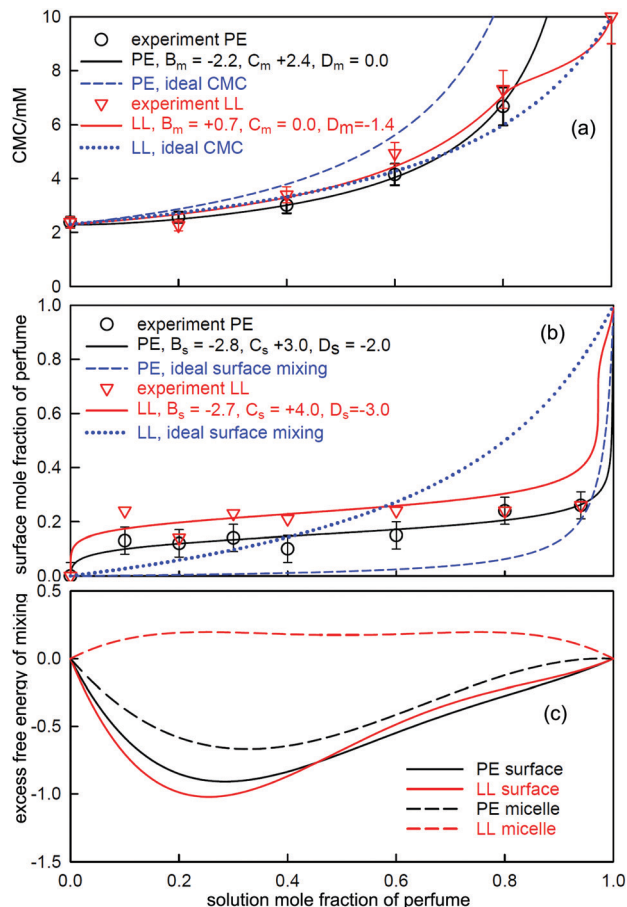 10
8
6
4
2
0
CMC/mM
experiment PE
PE, Bm = -2.2, Cm +2.4, Dm = 0.0
PE, ideal CMC
experiment LL
LL, Bm = +0.7, Cm = 0.0, Dm=-1.4
LL, ideal CMC
(a)
1.0
0.8
0.6
0.4
0.2
0.0
surface mole fraction of perfume
experiment PE
PE, Bs = -2.8, Cs +3.0, Ds = -2.0
PE, ideal surface mixing
experiment LL
LL, Bs = -2.7, Cs = +4.0, Ds=-3.0
LL, ideal surface mixing
(b)
0.5
0.0
-0.5
-1.0
-1.5
excess free energy of mixing
(c)
PE surface
LL surface
PE micelle
LL micelle
0.0 0.2 0.4 0.6 0.8 1.0
solution mole fraction of perfume